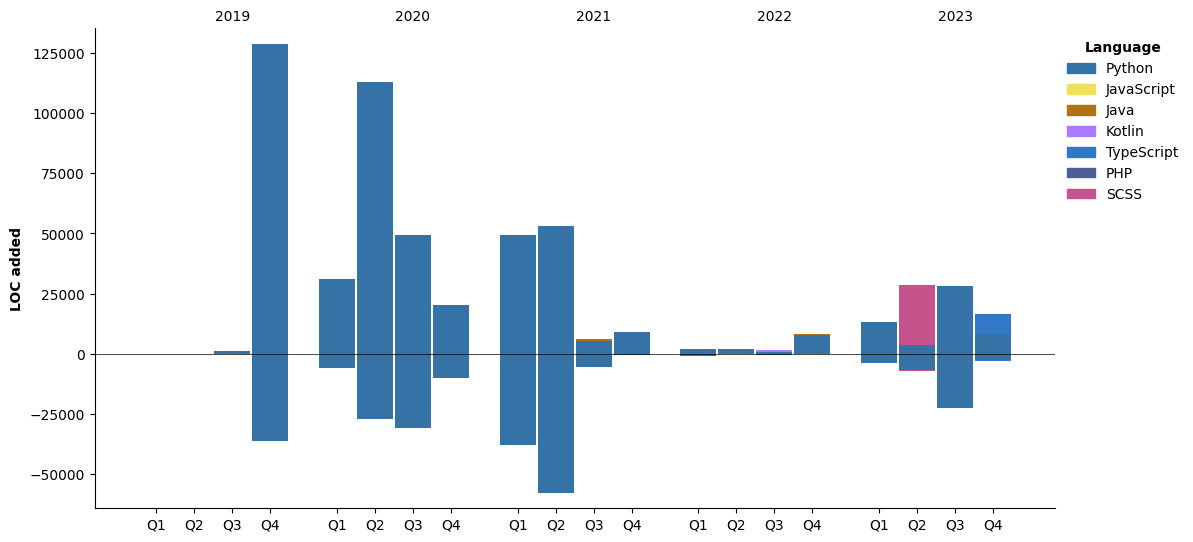 2019 2020 2021 2022 2023
Language
Python
JavaScript
Java
Kotlin
TypeScript
PHP
SCSS
LOC added
125000
100000
75000
50000
25000
0
−25000
−50000
Q1 Q2 Q3 Q4 Q1 Q2 Q3 Q4 Q1 Q2 Q3 Q4 Q1 Q2 Q3 Q4 Q1 Q2 Q3 Q4